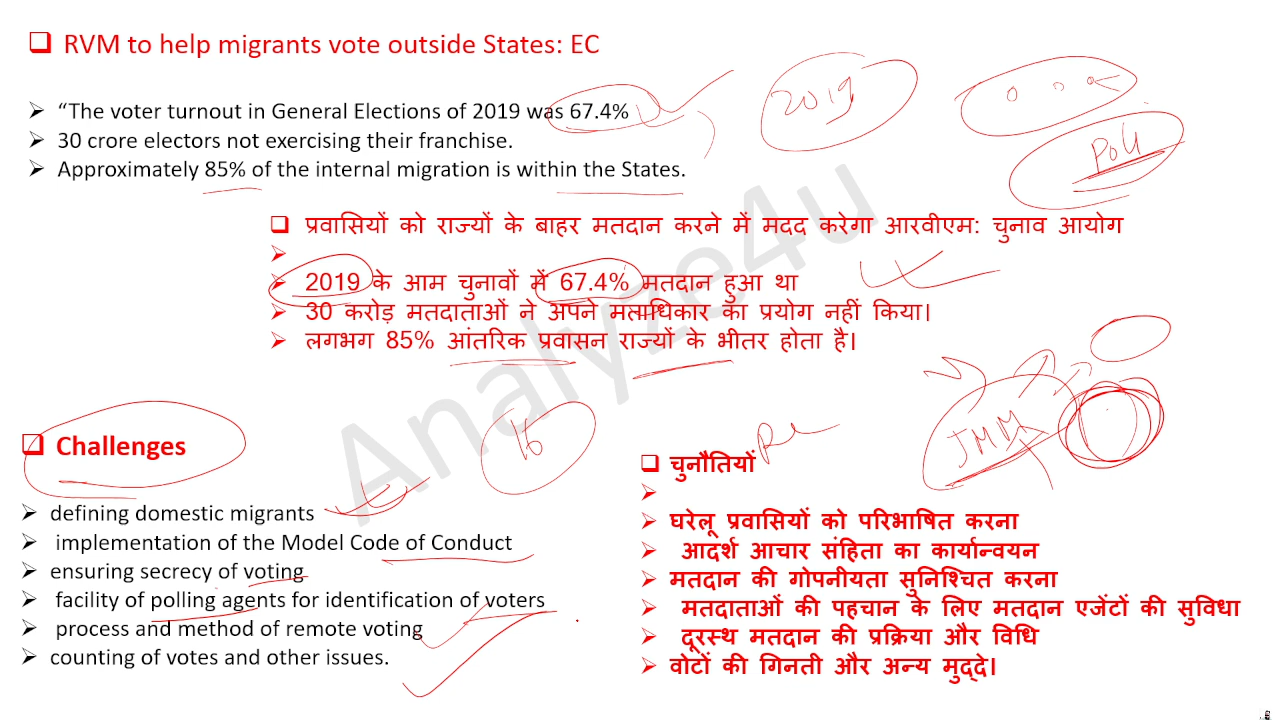 RVM to help migrants vote outside States: EC
2019
"The voter turnout in General Elections of 2019 was 67.4%
30 crore electors not exercising their franchise.
Poll
Approximately 85% of the internal migration is within the States.
प्रवासियों को राज्यों के बाहर मतदान करने में मदद करेगा आरवीएम: चुनाव आयोग
2019 के आम चुनावों में 67.4% मतदान हुआ था
30 करोड़ मतदाताओं ने अपने मताधिकार का प्रयोग नहीं किया।
लगभग 85% आंतरिक प्रवासन राज्यों के भीतर होता है।
Analyze4u
16
JMM
Challenges
defining domestic migrants
implementation of the Model Code of Conduct
ensuring secrecy of voting
facility of polling agents for identification of voters
process and method of remote voting
counting of votes and other issues.
चुनौतियों
घरेलू प्रवासियों को परिभाषित करना
आदर्श आचार संहिता का कार्यान्वयन
मतदान की गोपनीयता सुनिश्चित करना
मतदाताओं की पहचान के लिए मतदान एजेंटों की सुविधा
दूरस्थ मतदान की प्रक्रिया और विधि
वोटों की गिनती और अन्य मुद्दे।